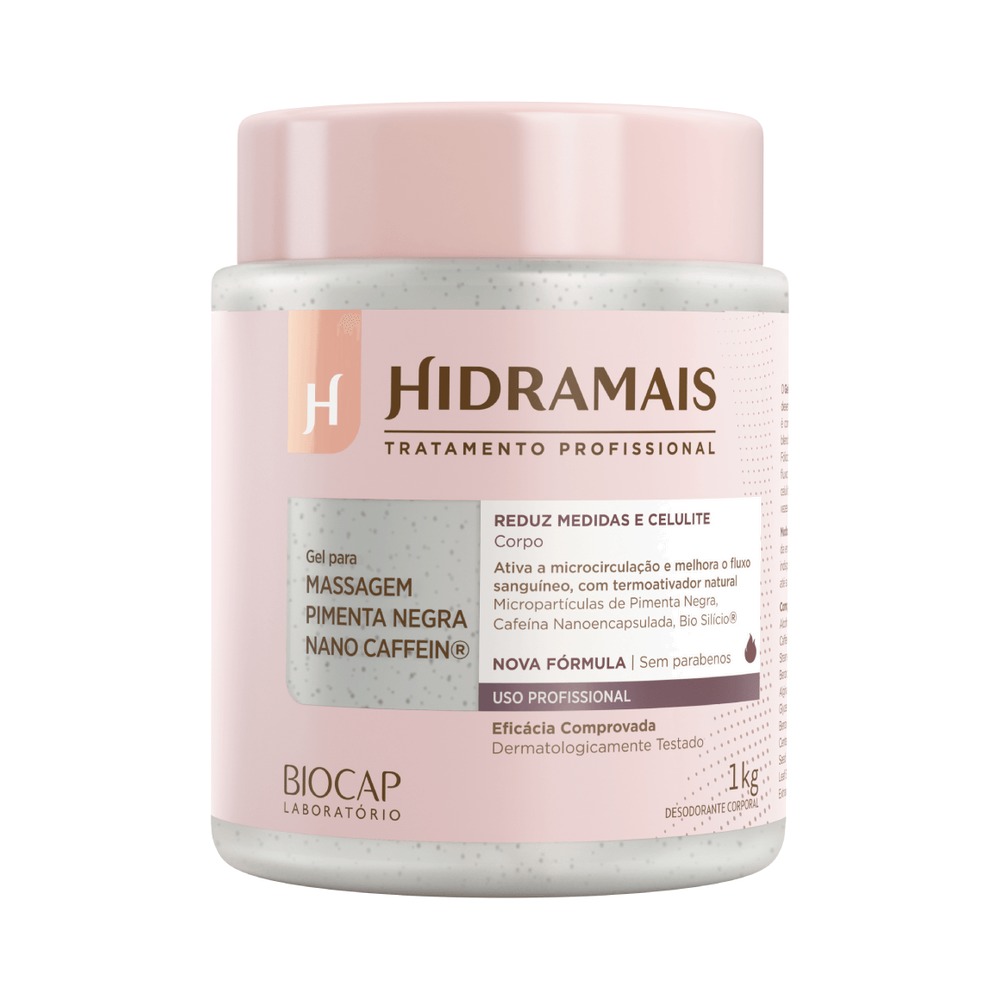 H
HIDRAMAIS
TRATAMENTO PROFISSIONAL
Gel para
MASSAGEM
PIMENTA NEGRA
NANO CAFFEIN®
REDUZ MEDIDAS E CELULITE
Corpo
Ativa a microcirculação e melhora o fluxo
sanguíneo, com termoativador natural
Micropartículas de Pimenta Negra,
Cafeína Nanoencapsulada, Bio Silício®
NOVA FÓRMULA | Sem parabenos
USO PROFISSIONAL
Eficácia Comprovada
Dermatologicamente Testado
BIOCAP
LABORATÓRIO
1kg
DESODORANTE CORPORAL